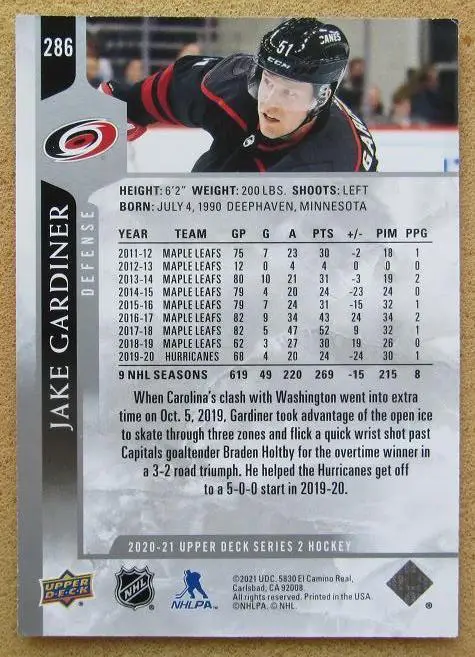 286
51
CANES
CCM
JAKE GARDINER
DEFENSE
HEIGHT: 6'2" WEIGHT: 200 LBS. SHOOTS: LEFT
BORN: JULY 4, 1990 DEEPHAVEN, MINNESOTA
YEAR TEAM GP G A PTS +/- PIM PPG
2011-12 MAPLE LEAFS 75 7 23 30 -2 18 1
2012-13 MAPLE LEAFS 12 0 4 4 0 0 0
2013-14 MAPLE LEAFS 80 10 21 31 -3 19 2
2014-15 MAPLE LEAFS 79 4 20 24 -23 24 0
2015-16 MAPLE LEAFS 79 7 24 31 -15 32 1
2016-17 MAPLE LEAFS 82 9 34 43 24 34 2
2017-18 MAPLE LEAFS 82 5 47 52 9 32 1
2018-19 MAPLE LEAFS 62 3 27 30 19 26 0
2019-20 HURRICANES 68 4 20 24 -24 30 1
9 NHL SEASONS 619 49 220 269 -15 215 8
When Carolina's clash with Washington went into extra
time on Oct. 5, 2019, Gardiner took advantage of the open ice
to skate through three zones and flick a quick wrist shot past
Capitals goaltender Braden Holtby for the overtime winner in
a 3-2 road triumph. He helped the Hurricanes get off
to a 5-0-0 start in 2019-20.
2020-21 UPPER DECK SERIES 2 HOCKEY
UPPER DECK
NHL
NHLPA
©2021 UDC. 5830 El Camino Real,
Carlsbad, CA 92008.
All rights reserved. Printed in the USA.
©NHLPA. © NHL.